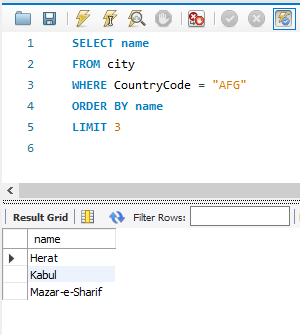 1 SELECT name
2 FROM city
3 WHERE CountryCode = "AFG"
4 ORDER BY name
5 LIMIT 3
6
Result Grid Filter Rows:
name
Herat
Kabul
Mazar-e-Sharif